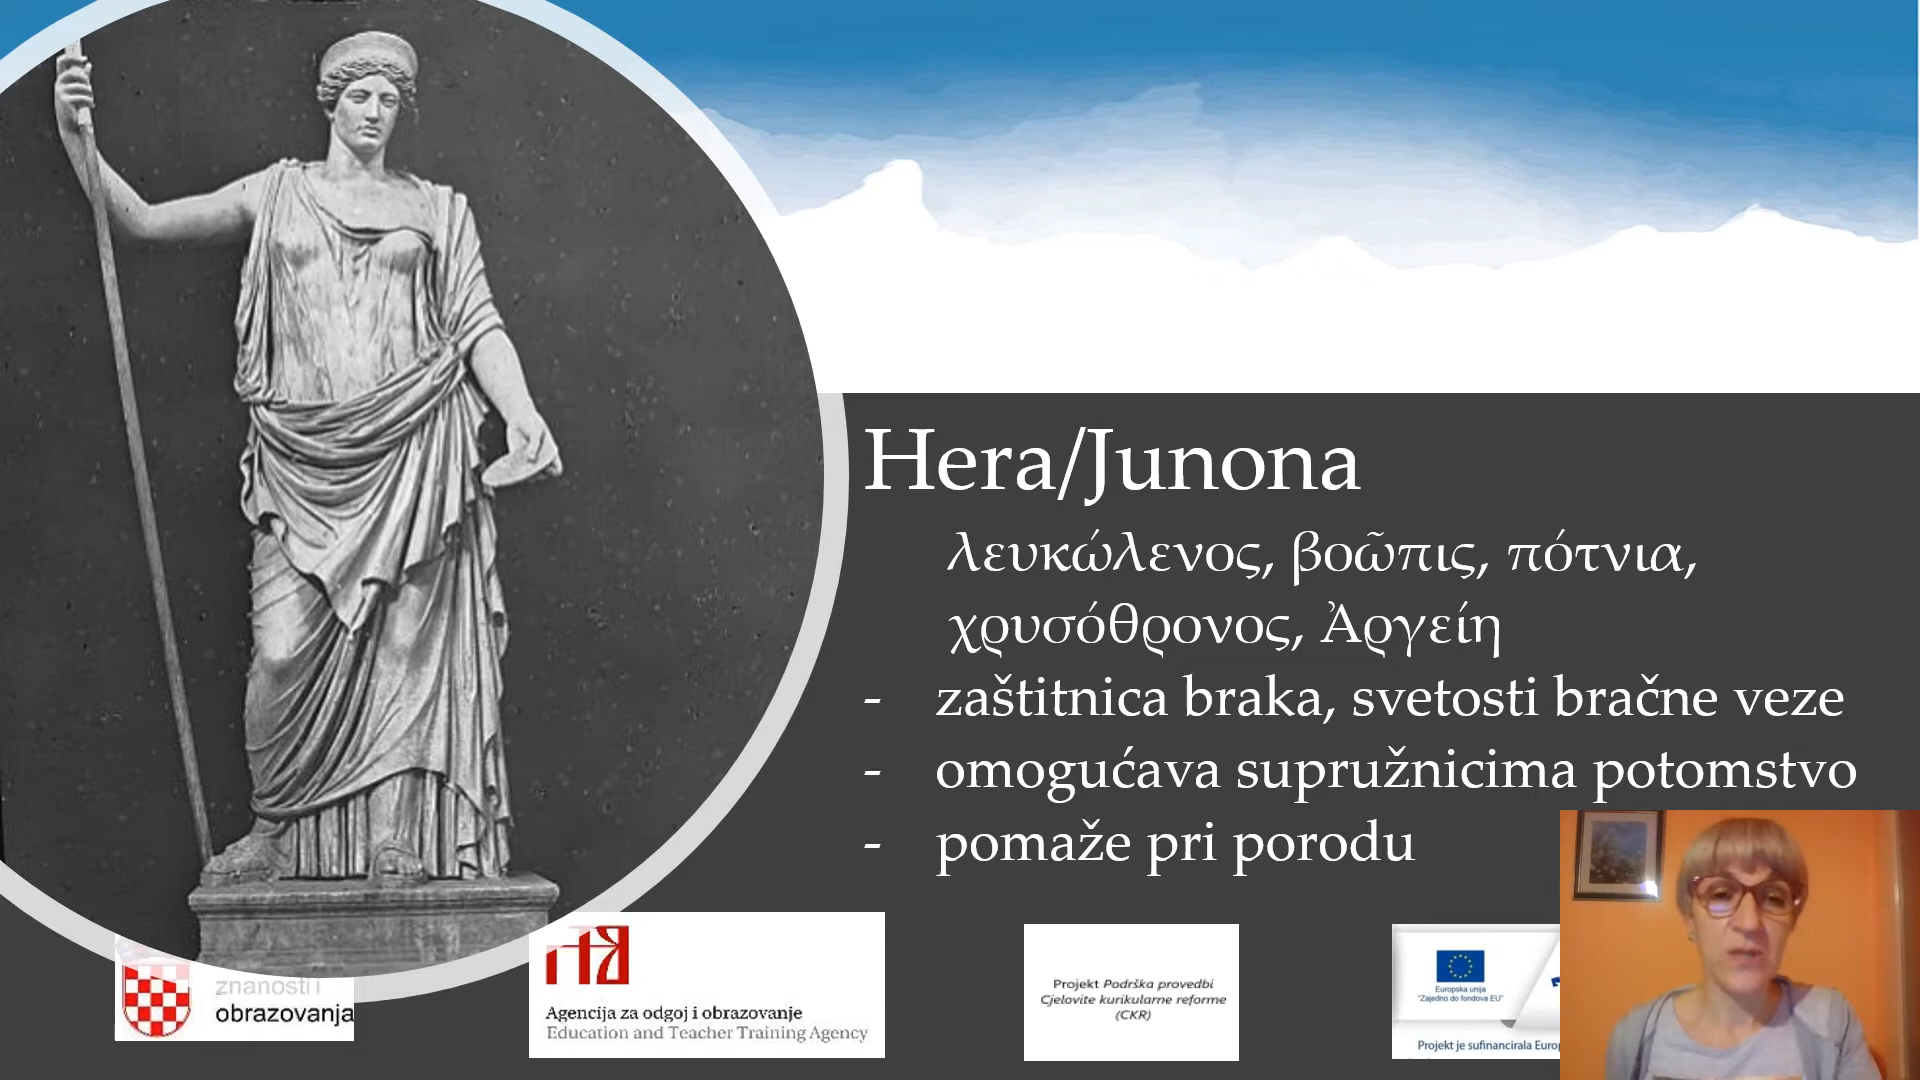 Hera/Junona
λευκώλενος, βοῶπις, πότνια,
χρυσόθρονος, Ἀργείη
- zaštitnica braka, svetosti bračne veze
- omogućava supružnicima potomstvo
- pomaže pri porodu
znanosti i
obrazovanja
Agencija za odgoj i obrazovanje
Education and Teacher Training Agency
Projekt Podrška provedbi
Cjelovite kurikularne reforme
(CKR)
Europska unija
"Zajedno do fondova EU"
Projekt je sufinancirala